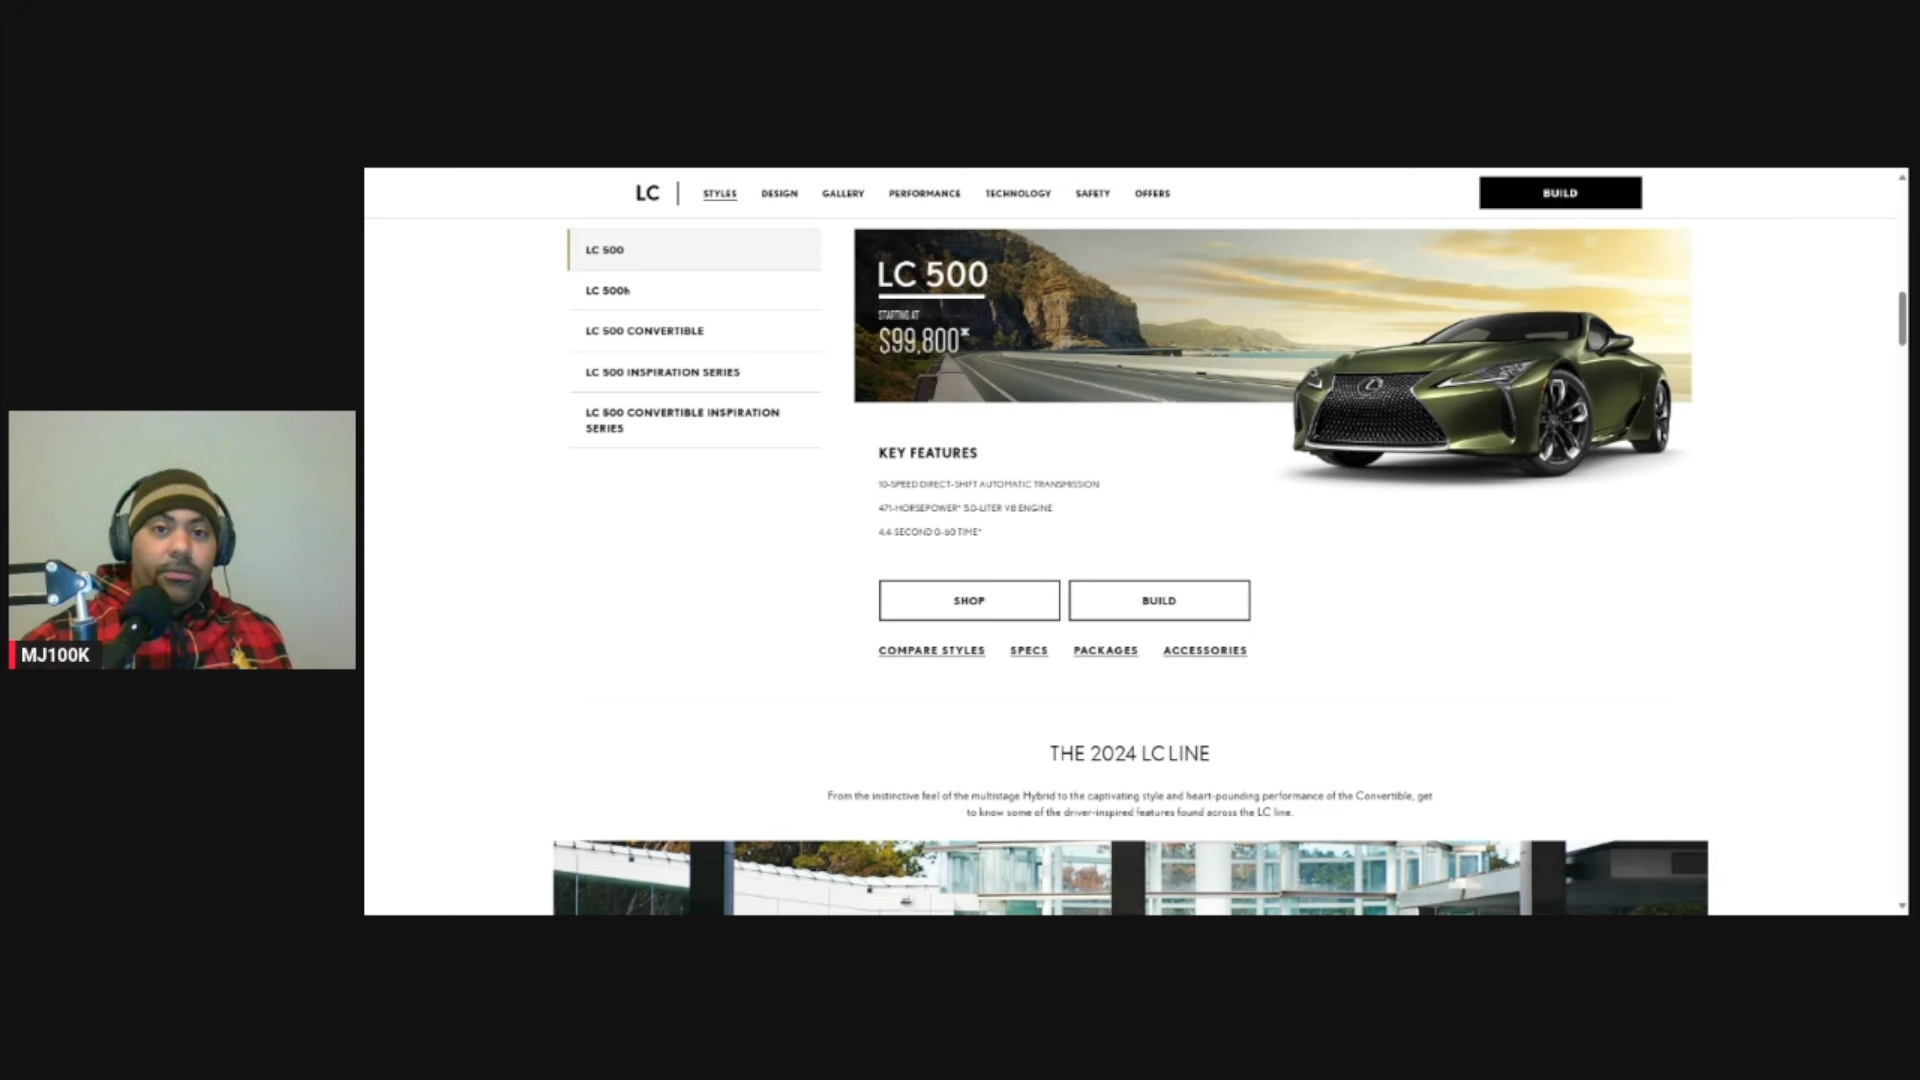 LC
STYLES
DESIGN
GALLERY
PERFORMANCE
TECHNOLOGY
SAFETY
OFFERS
BUILD
LC 500
LC 500h
LC 500 CONVERTIBLE
LC 500 INSPIRATION SERIES
LC 500 CONVERTIBLE INSPIRATION
SERIES
LC 500
STARTING AT
$99,800*
KEY FEATURES
10-SPEED DIRECT-SHIFT AUTOMATIC TRANSMISSION
471-HORSEPOWER* 5.0-LITER V8 ENGINE
4.4-SECOND 0-60 TIME*
SHOP
BUILD
COMPARE STYLES
SPECS
PACKAGES
ACCESSORIES
MJ100K
THE 2024 LC LINE
From the instinctive feel of the multistage Hybrid to the captivating style and heart-pounding performance of the Convertible, get
to know some of the driver-inspired features found across the LC line.